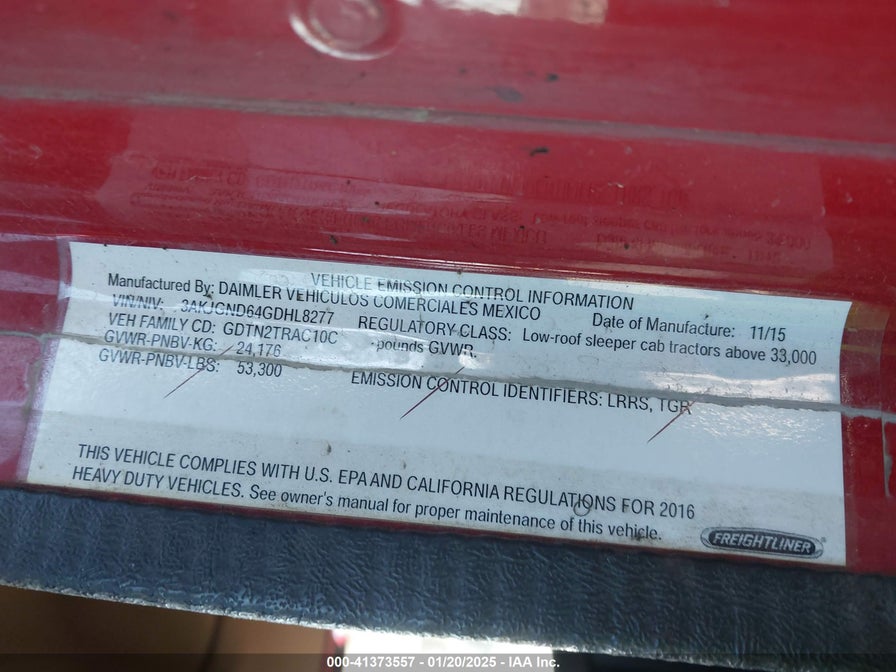 VEHICLE EMISSION CONTROL INFORMATION
Manufactured By: DAIMLER VEHICULOS COMERCIALES MEXICO
Date of Manufacture: 11/15
VIN/NIV: 3AKJGND64GDHL8277
REGULATORY CLASS: Low-roof sleeper cab tractors above 33,000
pounds GVWR.
VEH FAMILY CD: GDTN2TRAC10C
GVWR-PNBV-KG: 24,176
GVWR-PNBV-LBS: 53,300
EMISSION CONTROL IDENTIFIERS: LRRS, TGR
THIS VEHICLE COMPLIES WITH U.S. EPA AND CALIFORNIA REGULATIONS FOR 2016
HEAVY DUTY VEHICLES. See owner's manual for proper maintenance of this vehicle.
FREIGHTLINER
000-41373557 - 01/20/2025 - IAA Inc.